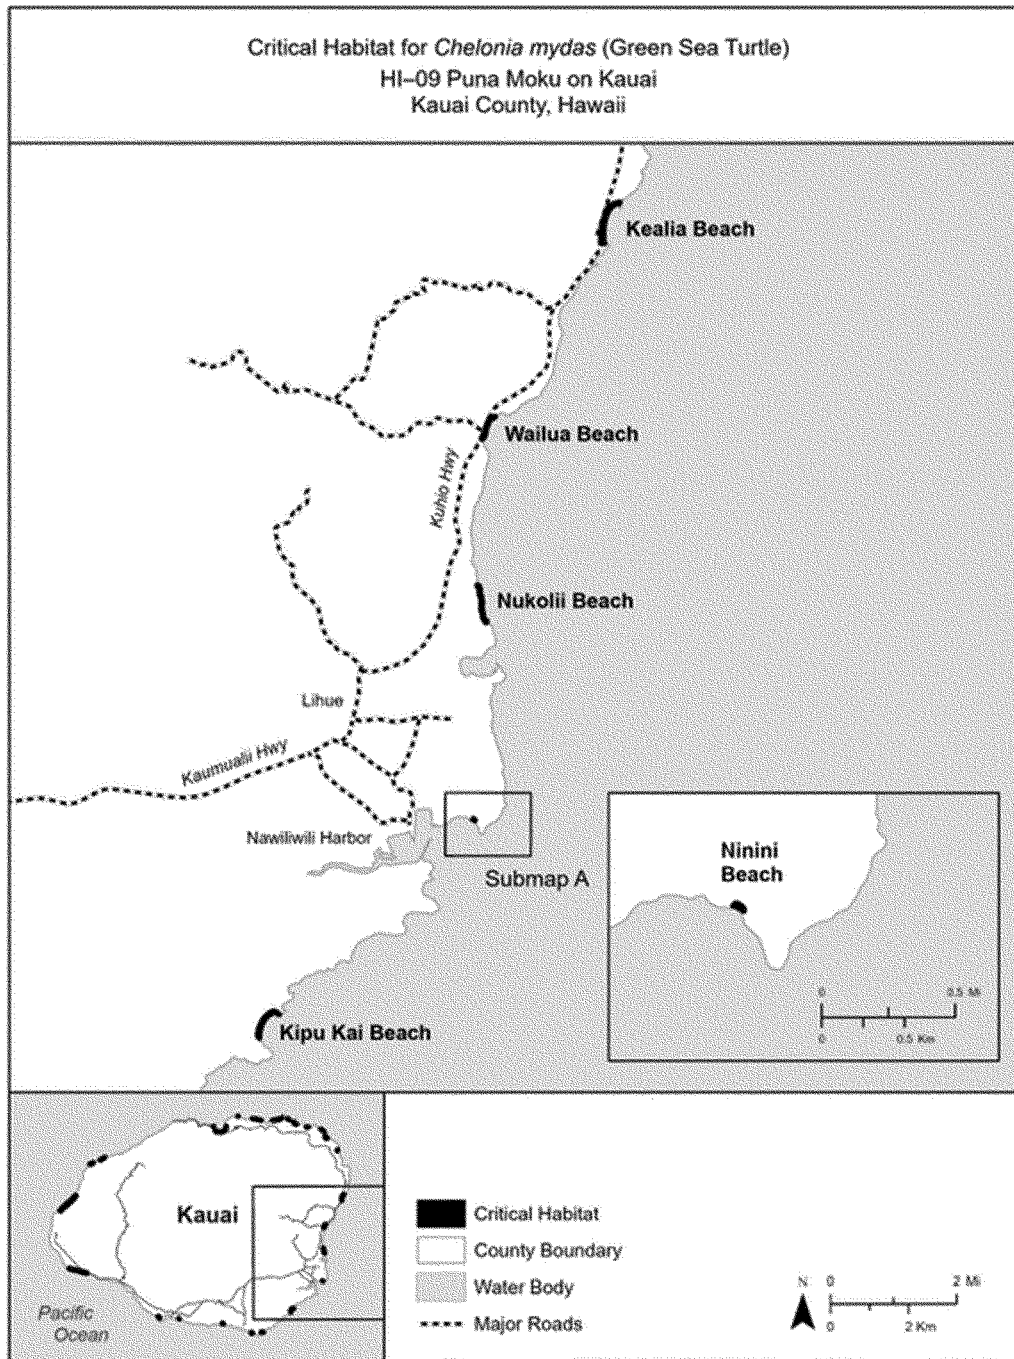 Critical Habitat for Chelonia mydas (Green Sea Turtle)
HI–09 Puna Moku on Kauai
Kauai County, Hawaii
Kealia Beach
Wailua Beach
Kuhio Hwy
Nukolii Beach
Lihue
Kaumualii Hwy
Nawiliwili Harbor
Submap A
Ninini
Beach
0 0.5 Mi
0 0.5 Km
Kipu Kai Beach
Kauai
Pacific
Ocean
Critical Habitat
County Boundary
Water Body
Major Roads
N
0 2 Mi
0 2 Km